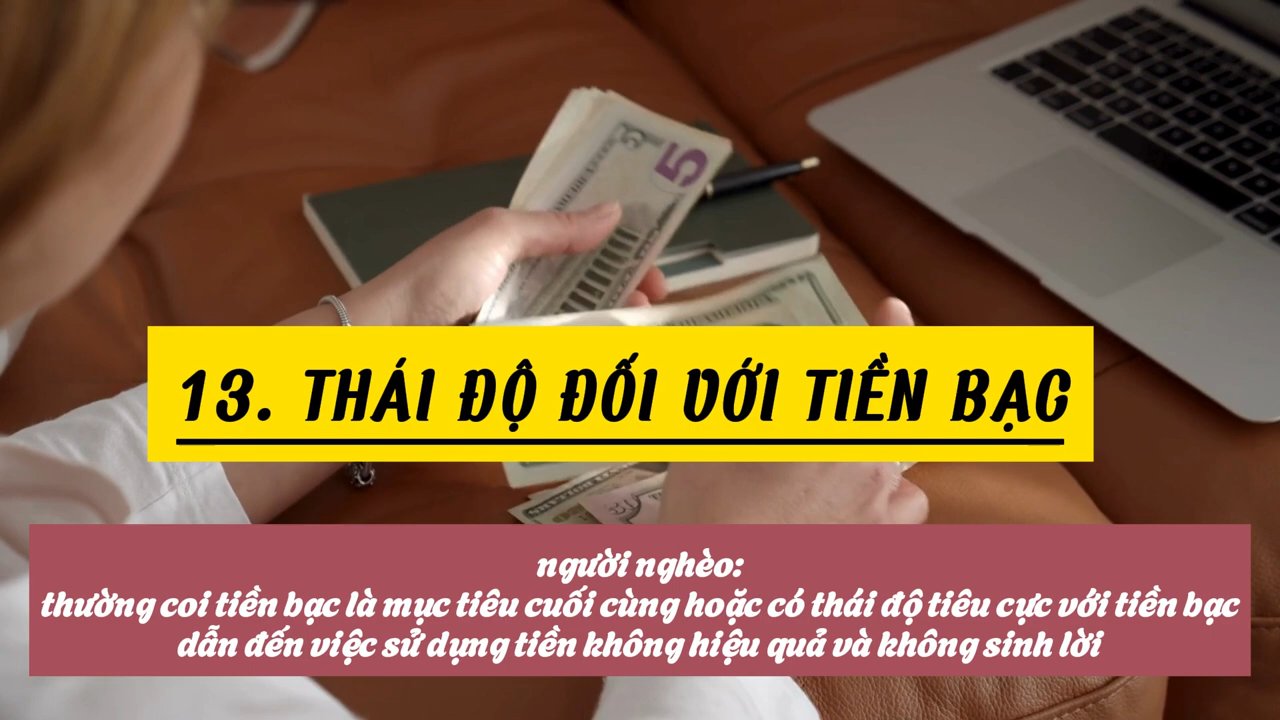 5
13. THÁI ĐỘ ĐỐI VỚI TIỀN BẠC
người nghèo:
thường coi tiền bạc là mục tiêu cuối cùng hoặc có thái độ tiêu cực với tiền bạc
dẫn đến việc sử dụng tiền không hiệu quả và không sinh lời